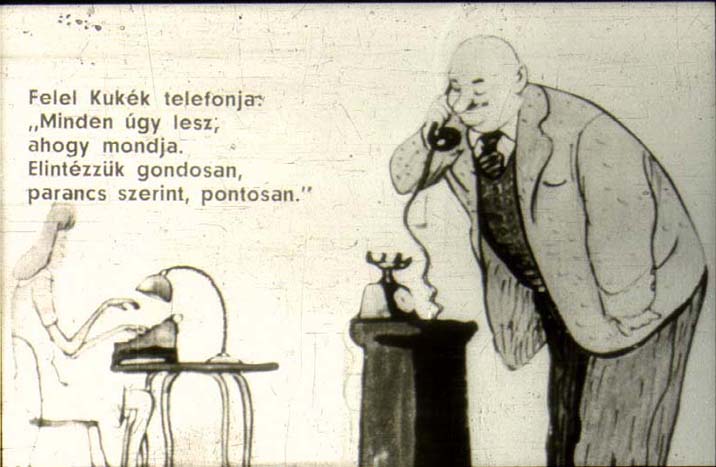 Felel Kukék telefonja:
„Minden úgy lesz,
ahogy mondja.
Elintézzük gondosan,
parancs szerint, pontosan."